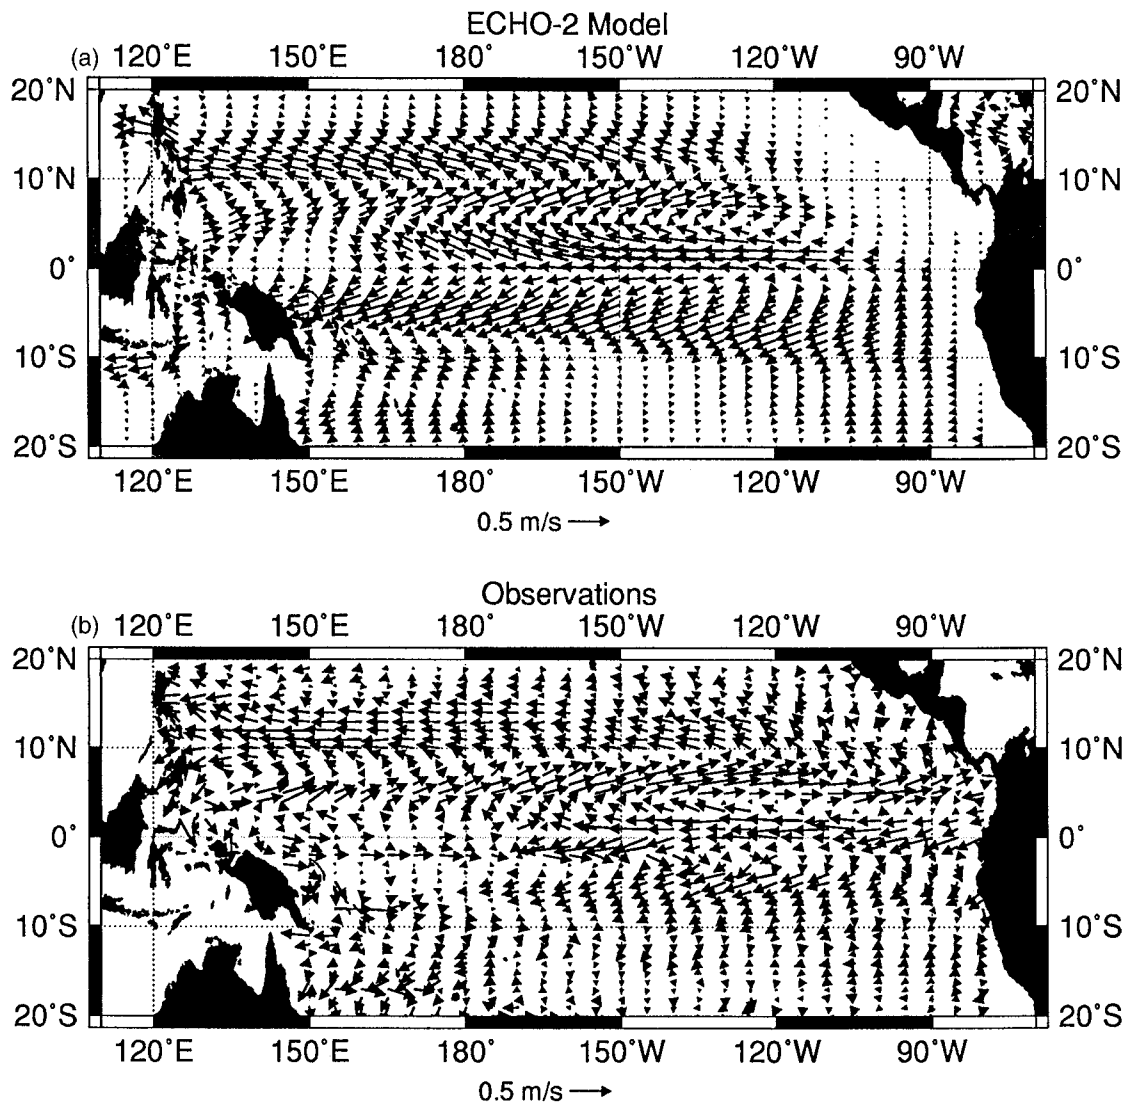 ECHO-2 Model
(a) 120˚E 150˚E 180˚ 150˚W 120˚W 90˚W
20˚N 20˚N
10˚N 10˚N
0˚ 0˚
10˚S 10˚S
20˚S 20˚S
120˚E 150˚E 180˚ 150˚W 120˚W 90˚W
0.5 m/s
Observations
(b) 120˚E 150˚E 180˚ 150˚W 120˚W 90˚W
20˚N 20˚N
10˚N 10˚N
0˚ 0˚
10˚S 10˚S
20˚S 20˚S
120˚E 150˚E 180˚ 150˚W 120˚W 90˚W
0.5 m/s